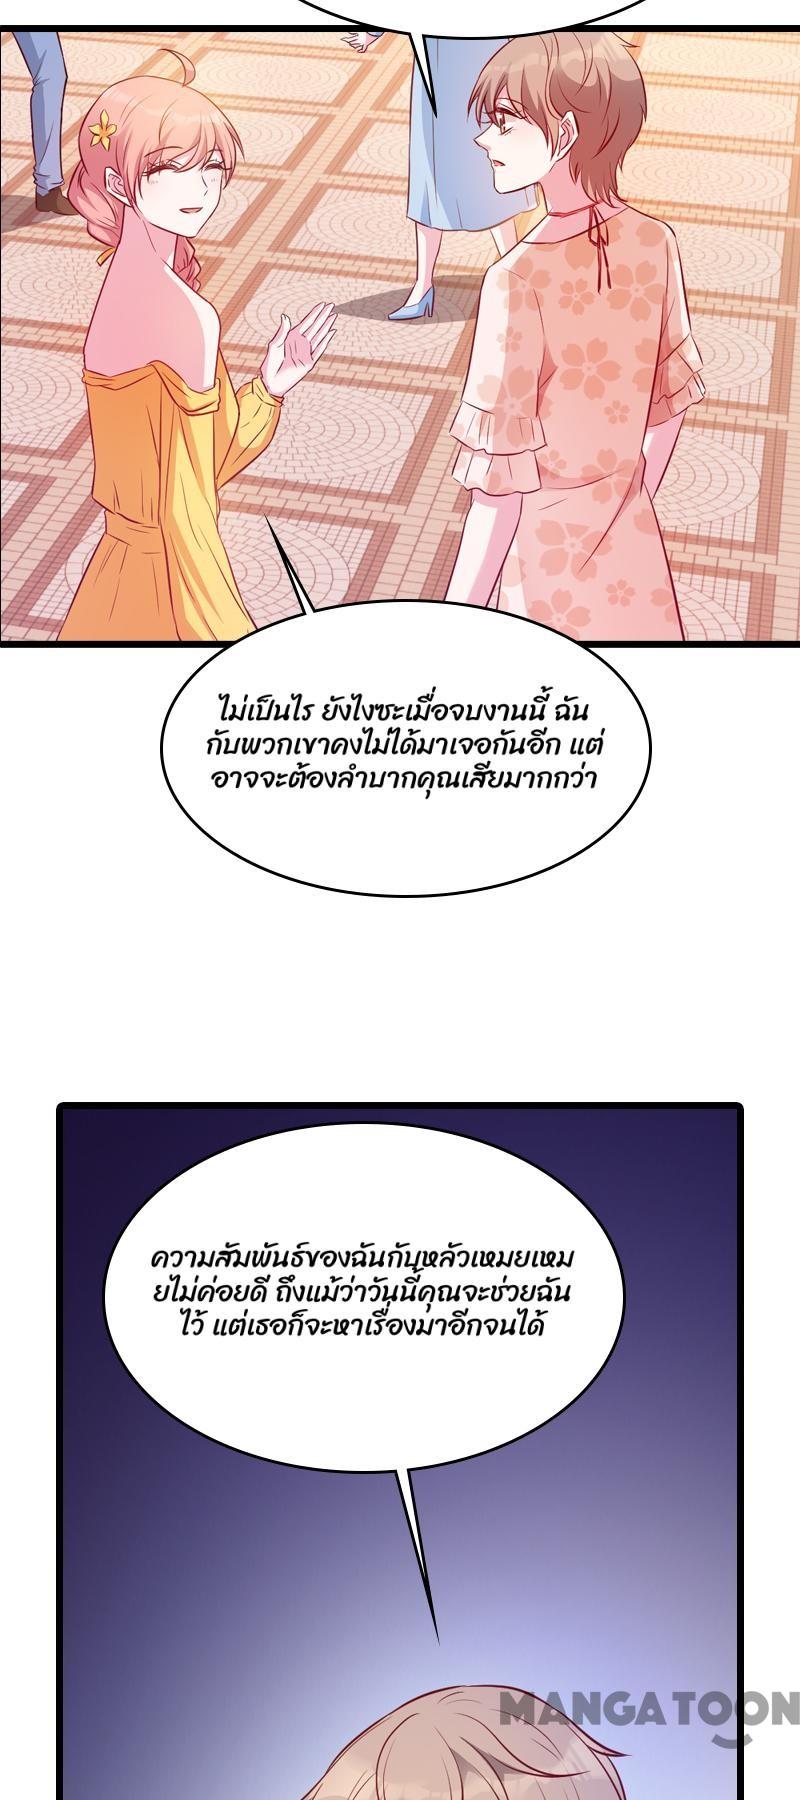 ไม่เป็นไร ยังไงซะเมื่อจบงานนี้ ฉัน
กับพวกเขาคงไม่ได้มาเจอกันอีก แต่
อาจจะต้องลำบากคุณเสียมากกว่า
ความสัมพันธ์ของฉันกับหลัวเหมยเหม
ยไม่ค่อยดี ถึงแม้ว่าวันนี้คุณจะช่วยฉัน
ไว้ แต่เธอก็จะหาเรื่องมาอีกจนได้
MANGATOON